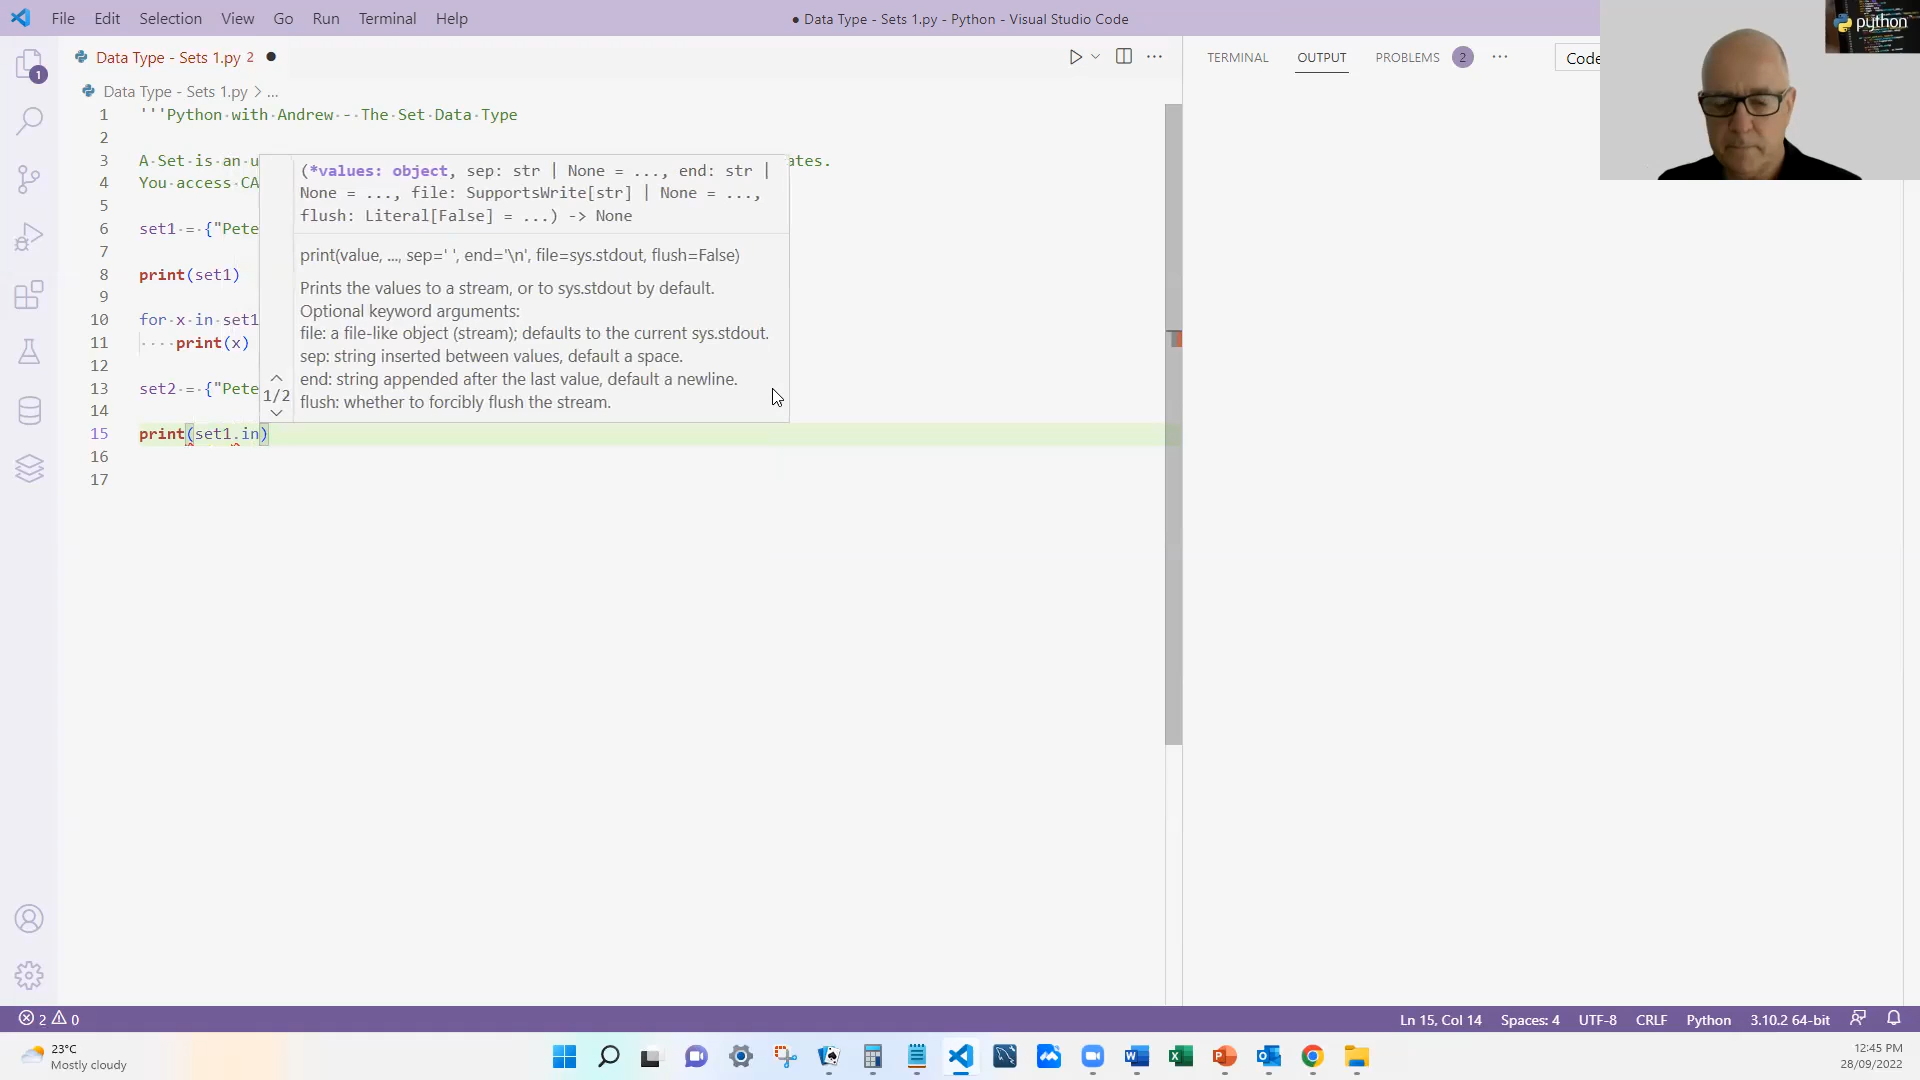 File Edit Selection View Go Run Terminal Help
● Data Type - Sets 1.py - Python - Visual Studio Code
python
Data Type - Sets 1.py 2 ●
TERMINAL OUTPUT PROBLEMS 2 ... Code
Data Type - Sets 1.py > ...
1 '''Python with Andrew - The Set Data Type
2
3 A Set is an u ates.
4 You access CA
5
6 set1 = {"Pete
7
8 print(set1)
9
10 for x in set1
11 print(x)
12
13 set2 = {"Pete
14
15 print(set1.in)
16
17
(*values: object, sep: str | None = ..., end: str |
None = ..., file: SupportsWrite[str] | None = ...,
flush: Literal[False] = ...) -> None
print(value, ..., sep=' ', end='\n', file=sys.stdout, flush=False)
Prints the values to a stream, or to sys.stdout by default.
Optional keyword arguments:
file: a file-like object (stream); defaults to the current sys.stdout.
sep: string inserted between values, default a space.
end: string appended after the last value, default a newline.
flush: whether to forcibly flush the stream.
1/2
1
2 0
Ln 15, Col 14 Spaces: 4 UTF-8 CRLF Python 3.10.2 64-bit
23°C
Mostly cloudy
12:45 PM
28/09/2022